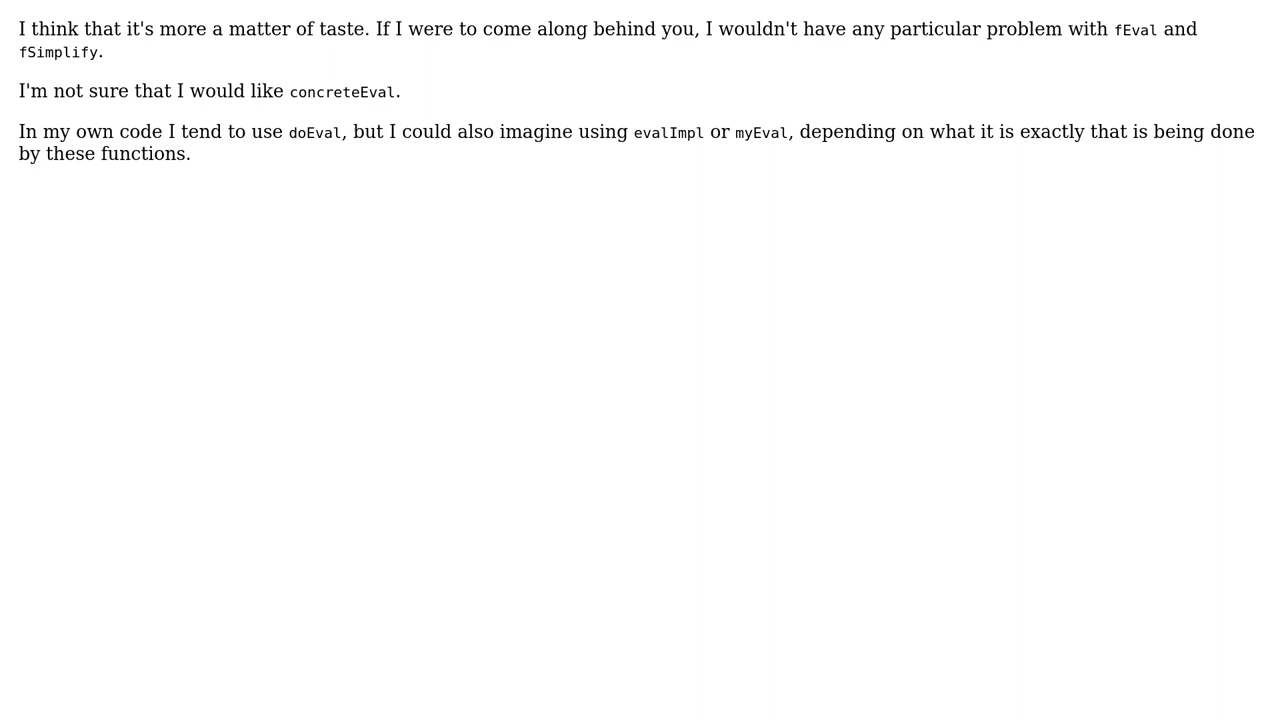 I think that it's more a matter of taste. If I were to come along behind you, I wouldn't have any particular problem with fEval and
fSimplify.
I'm not sure that I would like concreteEval.
In my own code I tend to use doEval, but I could also imagine using evalImpl or myEval, depending on what it is exactly that is being done
by these functions.